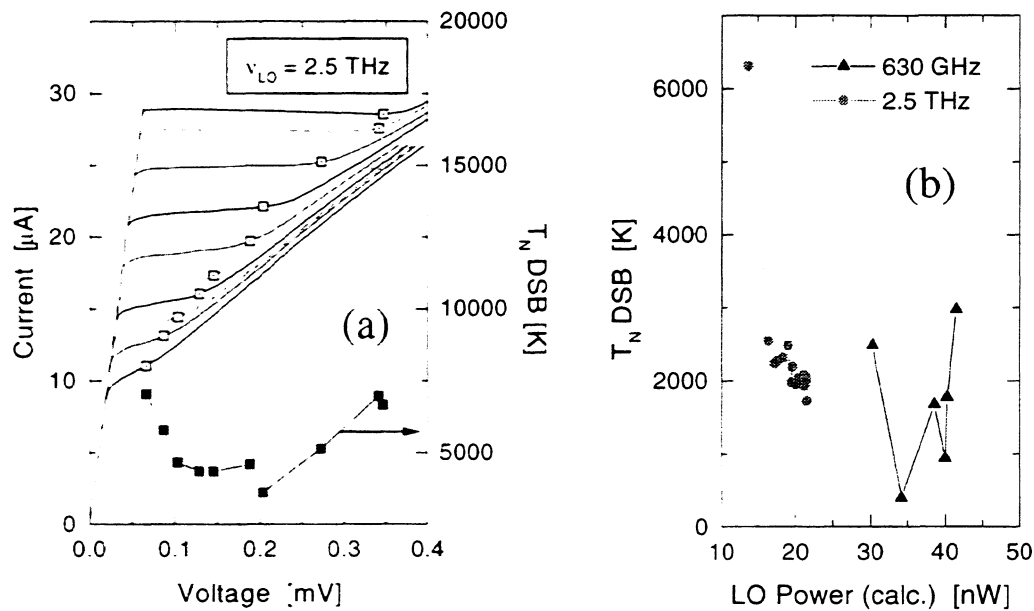 ν_LO = 2.5 THz
20000
15000
10000
5000
T_N DSB [K]
30
20
10
0
Current [μA]
0.0 0.1 0.2 0.3 0.4
Voltage [mV]
(a)
630 GHz
2.5 THz
(b)
6000
4000
2000
0
T_N DSB [K]
10 20 30 40 50
LO Power (calc.) [nW]